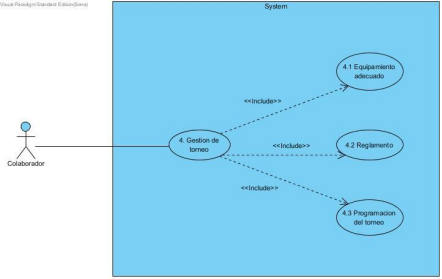 Visual Paradigm Standard Edition(Siena)
System
4.1 Equipamiento
adecuado
<<Include>>
4. Gestion de
torneo
<<Include>>
4.2 Reglamento
Colaborador
<<Include>>
4.3 Programacion
del torneo